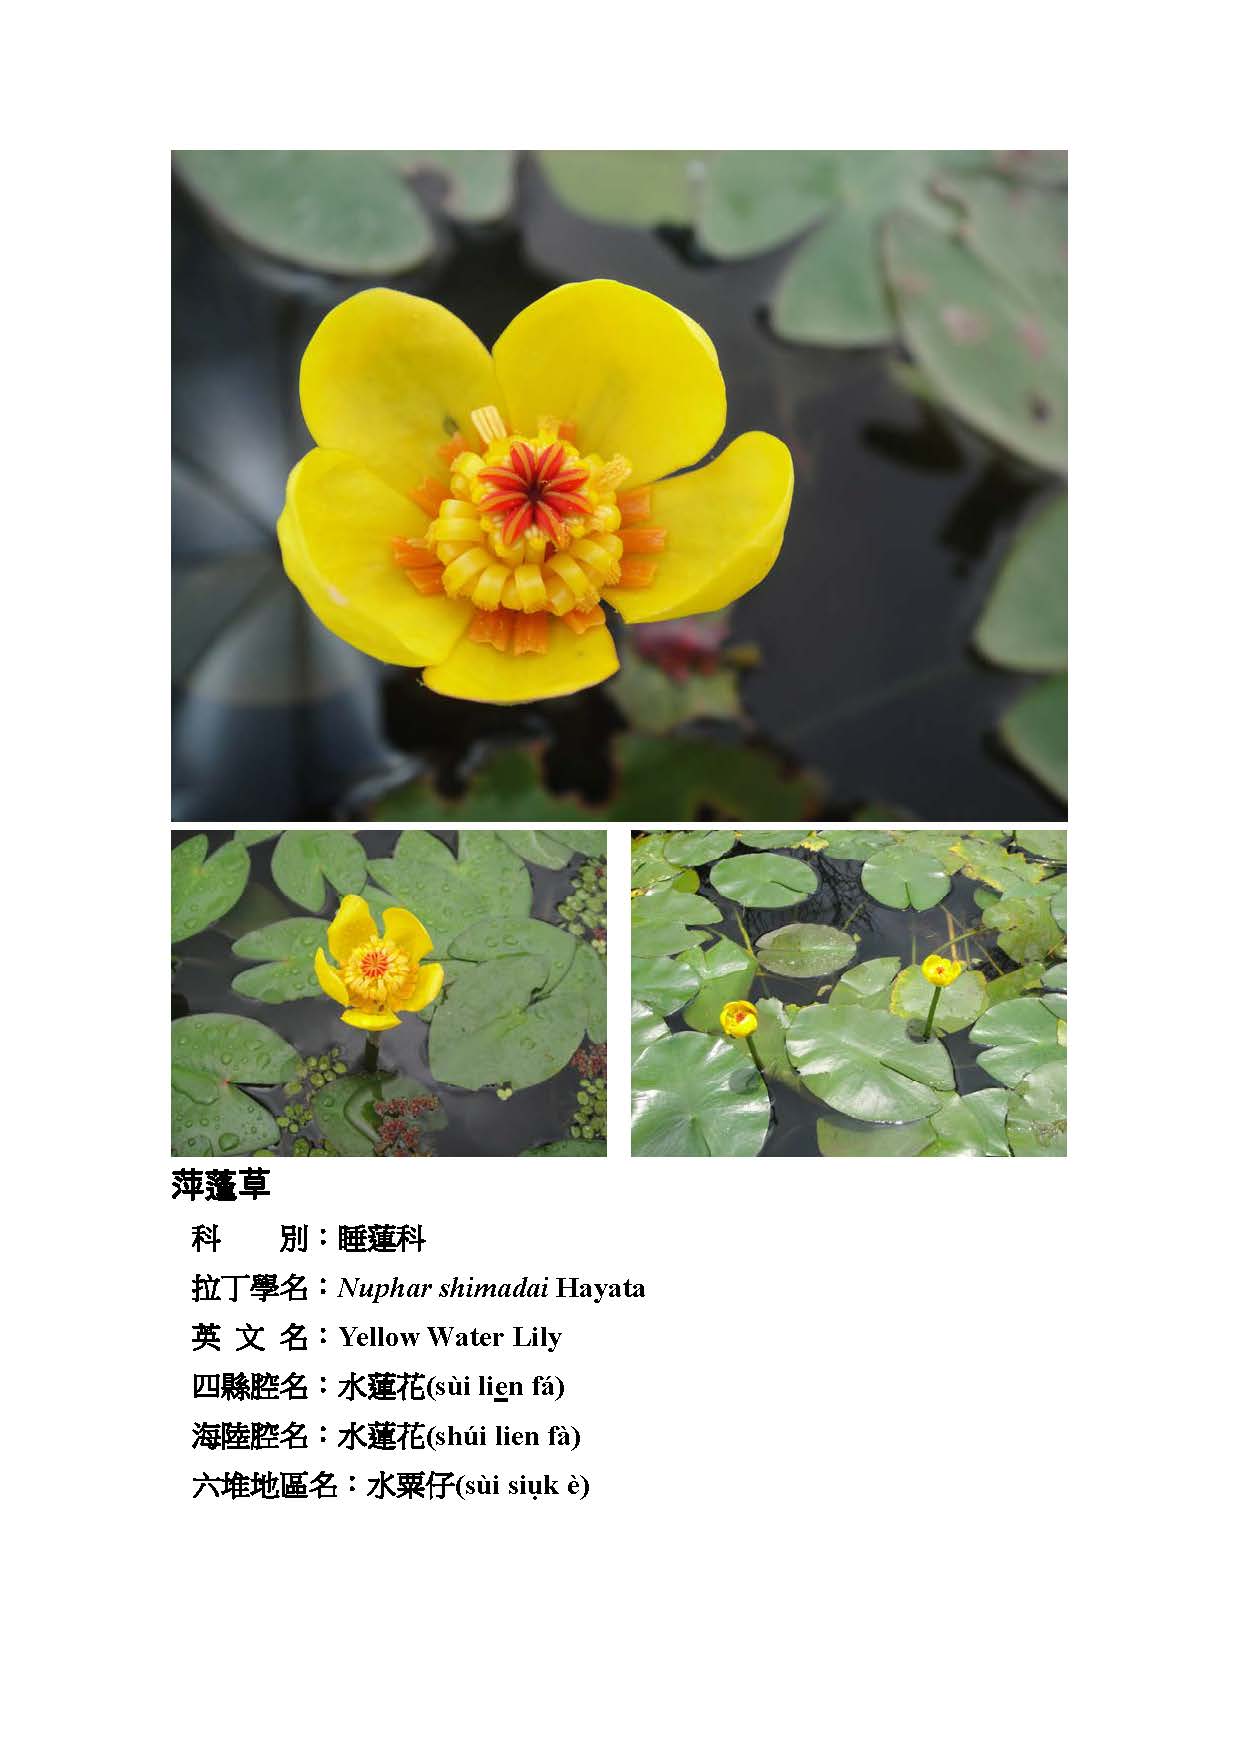 萍蓬草
科　　別：睡蓮科
拉丁學名：Nuphar shimadai Hayata
英 文 名：Yellow Water Lily
四縣腔名：水蓮花(sùi lien fá)
海陸腔名：水蓮花(shúi lien fà)
六堆地區名：水粟仔(sùi siụk è)